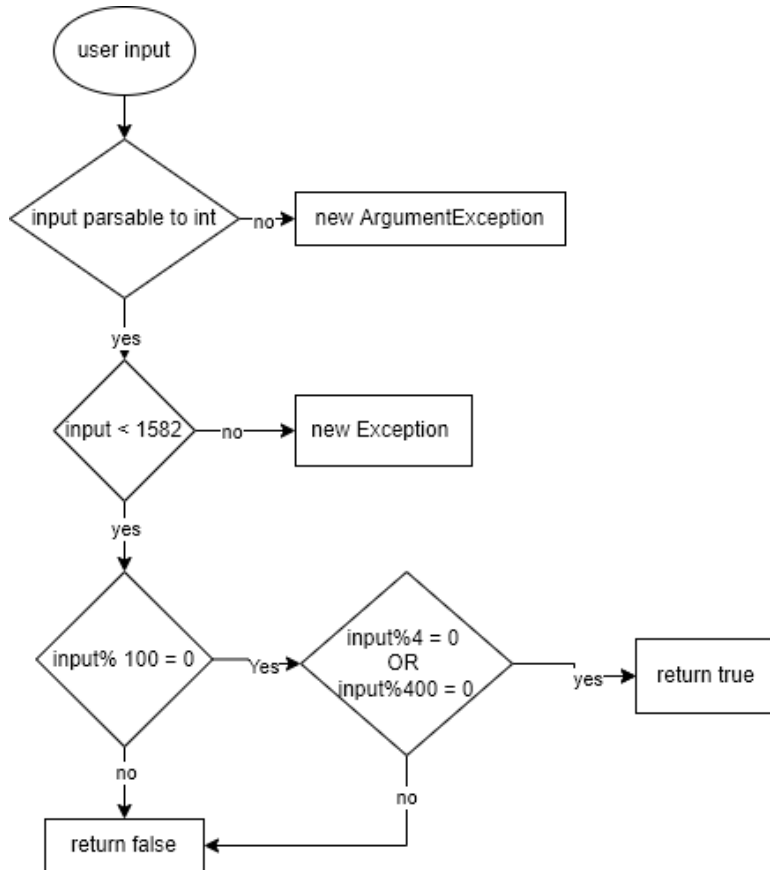 user input
input parsable to int
no
new ArgumentException
yes
input < 1582
no
new Exception
yes
input% 100 = 0
Yes
input%4 = 0
OR
input%400 = 0
yes
return true
no
no
return false